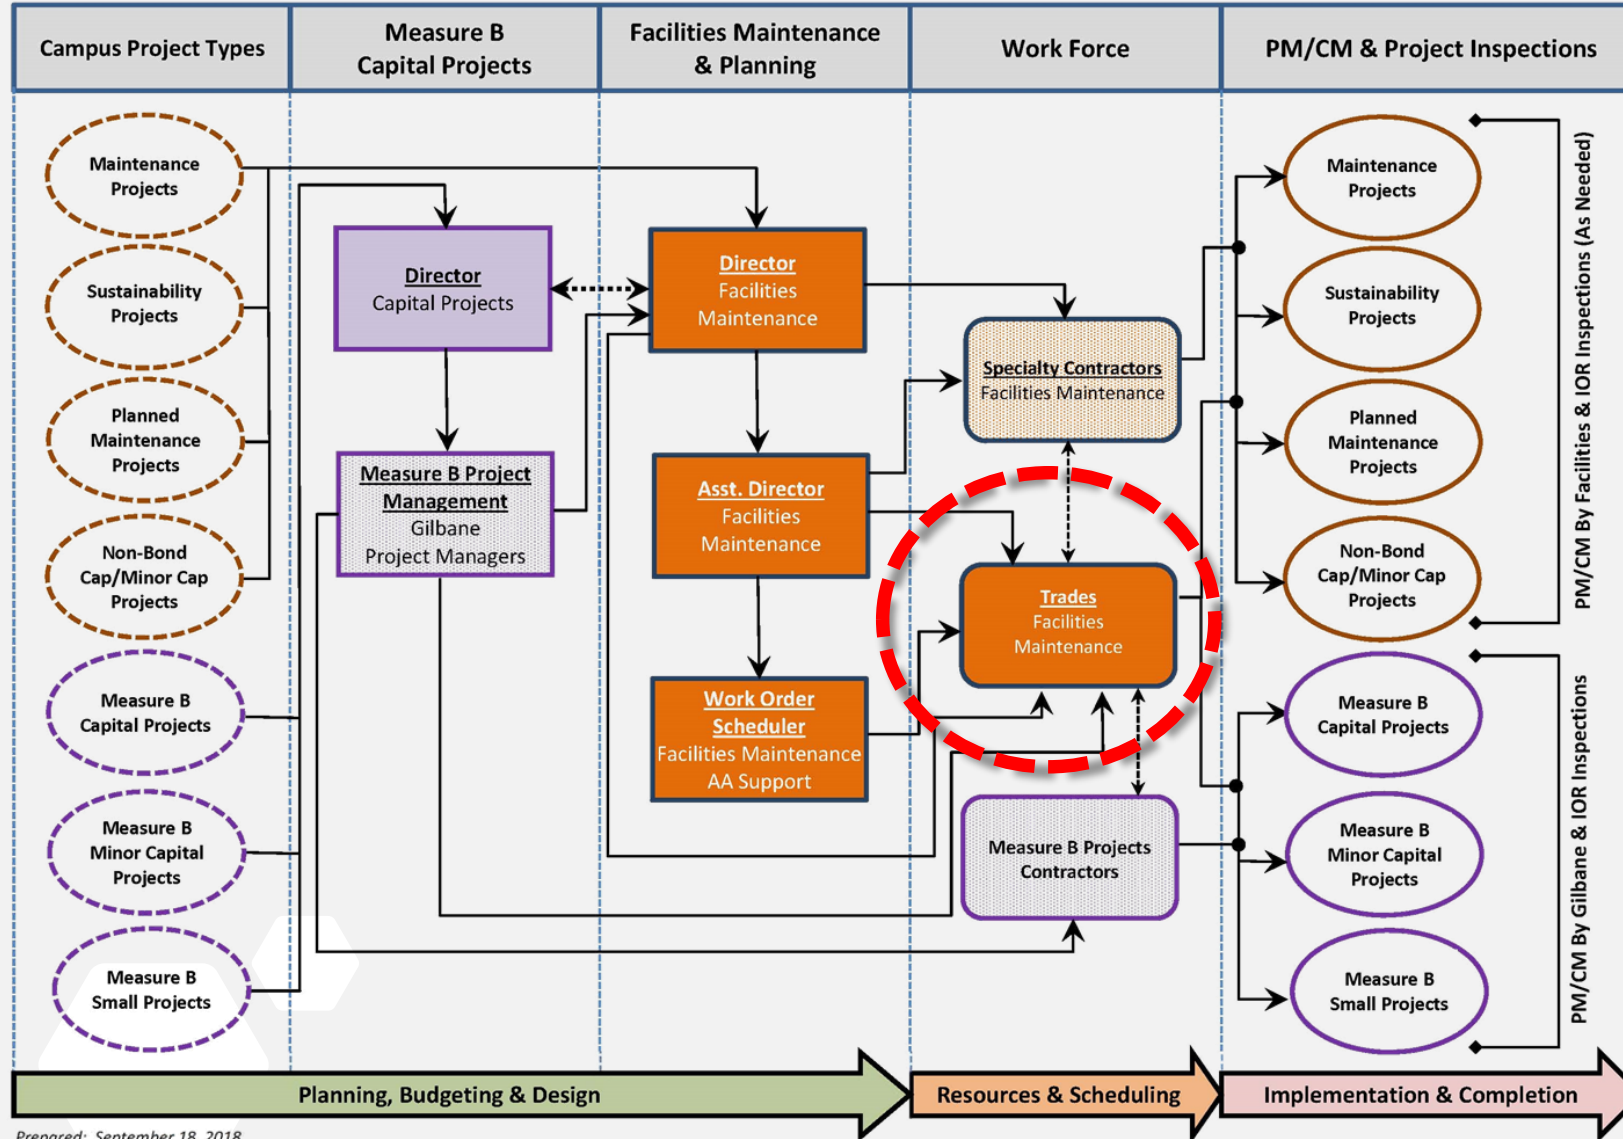 Campus Project Types
Measure B
Capital Projects
Facilities Maintenance
& Planning
Work Force
PM/CM & Project Inspections
Maintenance
Projects
Sustainability
Projects
Planned
Maintenance
Projects
Non-Bond
Cap/Minor Cap
Projects
Measure B
Capital Projects
Measure B
Minor Capital
Projects
Measure B
Small Projects
Director
Capital Projects
Measure B Project
Management
Gilbane
Project Managers
Director
Facilities
Maintenance
Asst. Director
Facilities
Maintenance
Work Order
Scheduler
Facilities Maintenance
AA Support
Specialty Contractors
Facilities Maintenance
Trades
Facilities
Maintenance
Measure B Projects
Contractors
Maintenance
Projects
Sustainability
Projects
Planned
Maintenance
Projects
Non-Bond
Cap/Minor Cap
Projects
Measure B
Capital Projects
Measure B
Minor Capital
Projects
Measure B
Small Projects
PM/CM By Facilities & IOR Inspections (As Needed)
PM/CM By Gilbane & IOR Inspections
Planning, Budgeting & Design
Resources & Scheduling
Implementation & Completion
Prepared: September 18, 2018